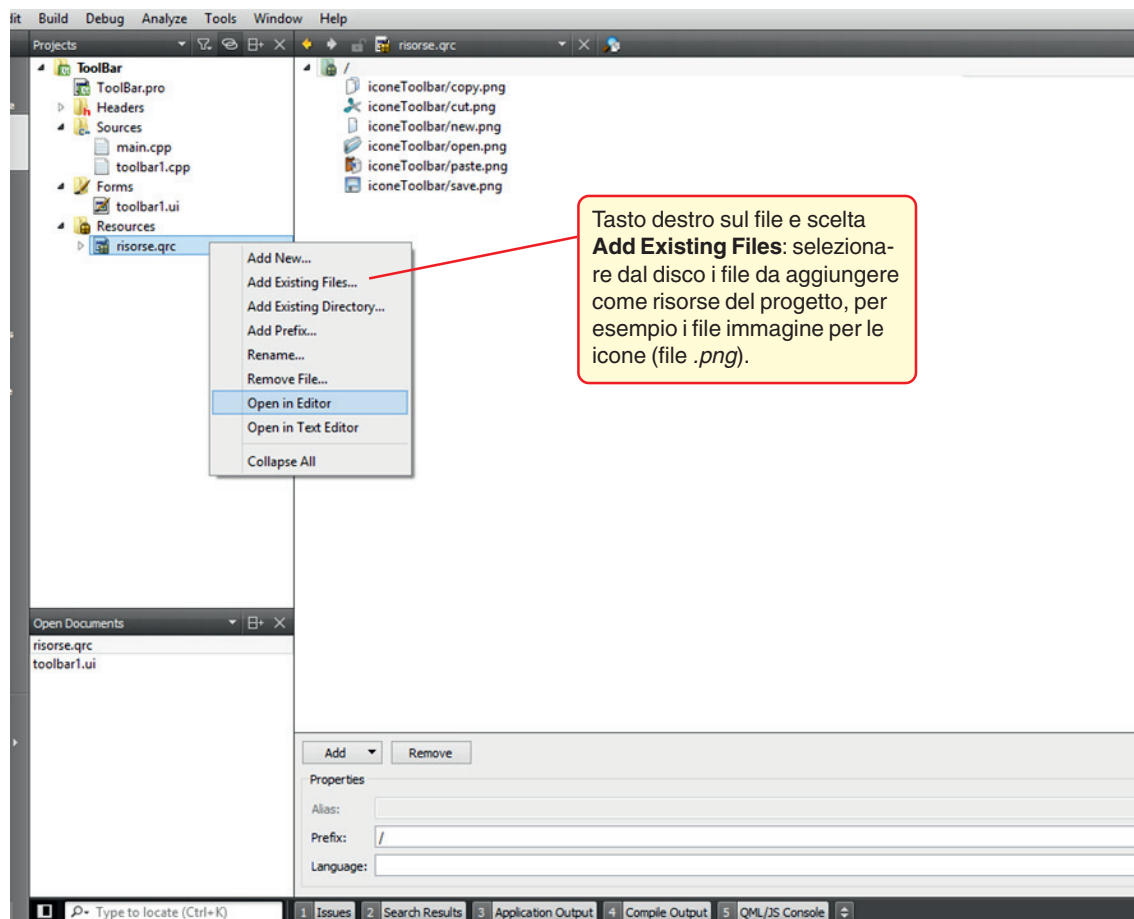 dit Build Debug Analyze Tools Window Help
Projects
risorse.qrc
ToolBar
ToolBar.pro
Headers
Sources
main.cpp
toolbar1.cpp
Forms
toolbar1.ui
Resources
risorse.qrc
/
iconeToolbar/copy.png
iconeToolbar/cut.png
iconeToolbar/new.png
iconeToolbar/open.png
iconeToolbar/paste.png
iconeToolbar/save.png
Add New...
Add Existing Files...
Add Existing Directory...
Add Prefix...
Rename...
Remove File...
Open in Editor
Open in Text Editor
Collapse All
Tasto destro sul file e scelta
Add Existing Files: seleziona-
re dal disco i file da aggiungere
come risorse del progetto, per
esempio i file immagine per le
icone (file .png).
Open Documents
risorse.qrc
toolbar1.ui
Add Remove
Properties
Alias:
Prefix: /
Language:
Type to locate (Ctrl+K) 1 Issues 2 Search Results 3 Application Output 4 Compile Output 5 QML/JS Console